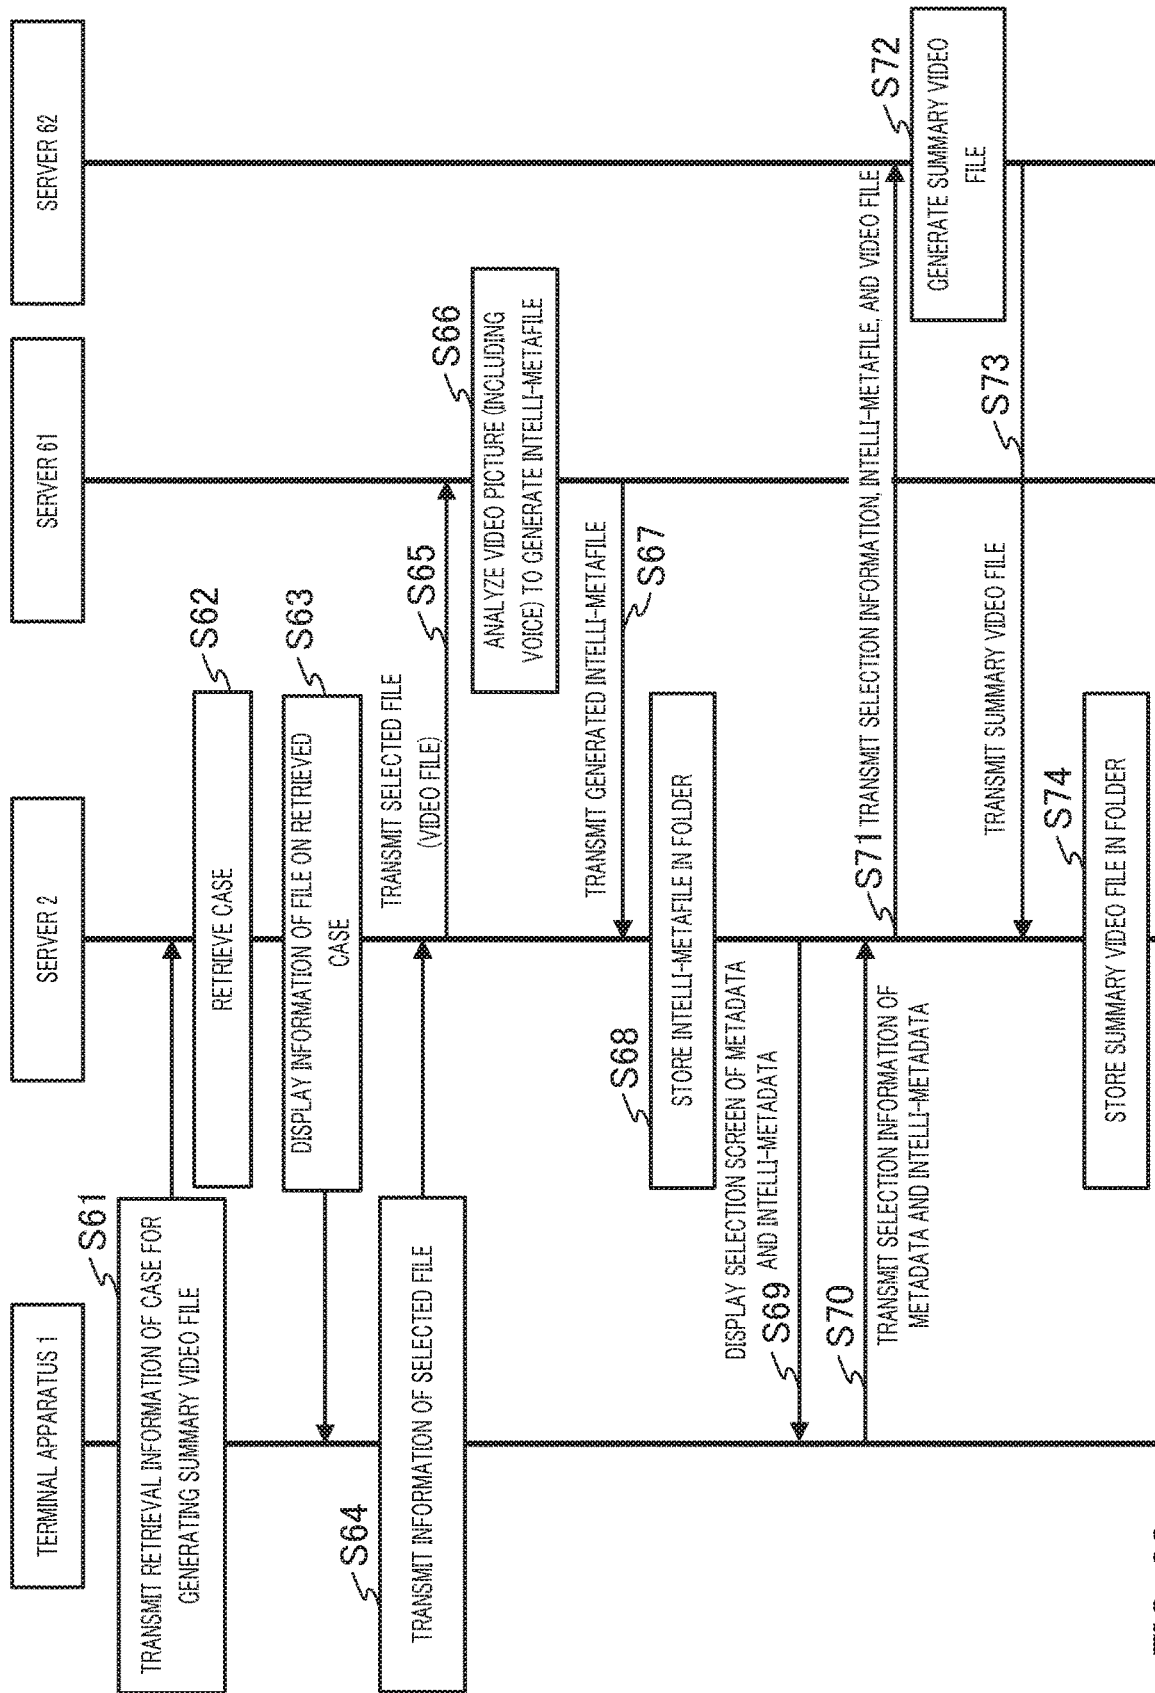 TERMINAL APPARATUS 1
SERVER 2
SERVER 61
SERVER 62
S61
TRANSMIT RETRIEVAL INFORMATION OF CASE FOR
GENERATING SUMMARY VIDEO FILE
S62
RETRIEVE CASE
S63
DISPLAY INFORMATION OF FILE ON RETRIEVED
CASE
S64
TRANSMIT INFORMATION OF SELECTED FILE
TRANSMIT SELECTED FILE
(VIDEO FILE)
S65
S66
ANALYZE VIDEO PICTURE (INCLUDING
VOICE) TO GENERATE INTELLI-METAFILE
TRANSMIT GENERATED INTELLI-METAFILE
S67
S68
STORE INTELLI-METAFILE IN FOLDER
DISPLAY SELECTION SCREEN OF METADATA
AND INTELLI-METADATA
S69
S70
TRANSMIT SELECTION INFORMATION OF
METADATA AND INTELLI-METADATA
S71 TRANSMIT SELECTION INFORMATION, INTELLI-METAFILE, AND VIDEO FILE
S72
GENERATE SUMMARY VIDEO
FILE
S73
TRANSMIT SUMMARY VIDEO FILE
S74
STORE SUMMARY VIDEO FILE IN FOLDER